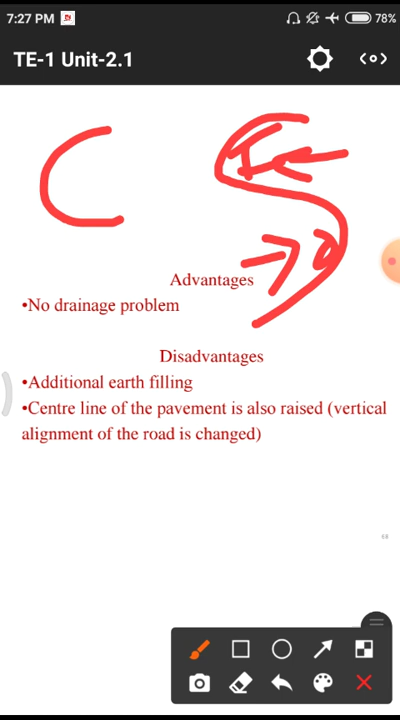 7:27 PM
78%
TE-1 Unit-2.1
Advantages
•No drainage problem
Disadvantages
•Additional earth filling
•Centre line of the pavement is also raised (vertical
alignment of the road is changed)